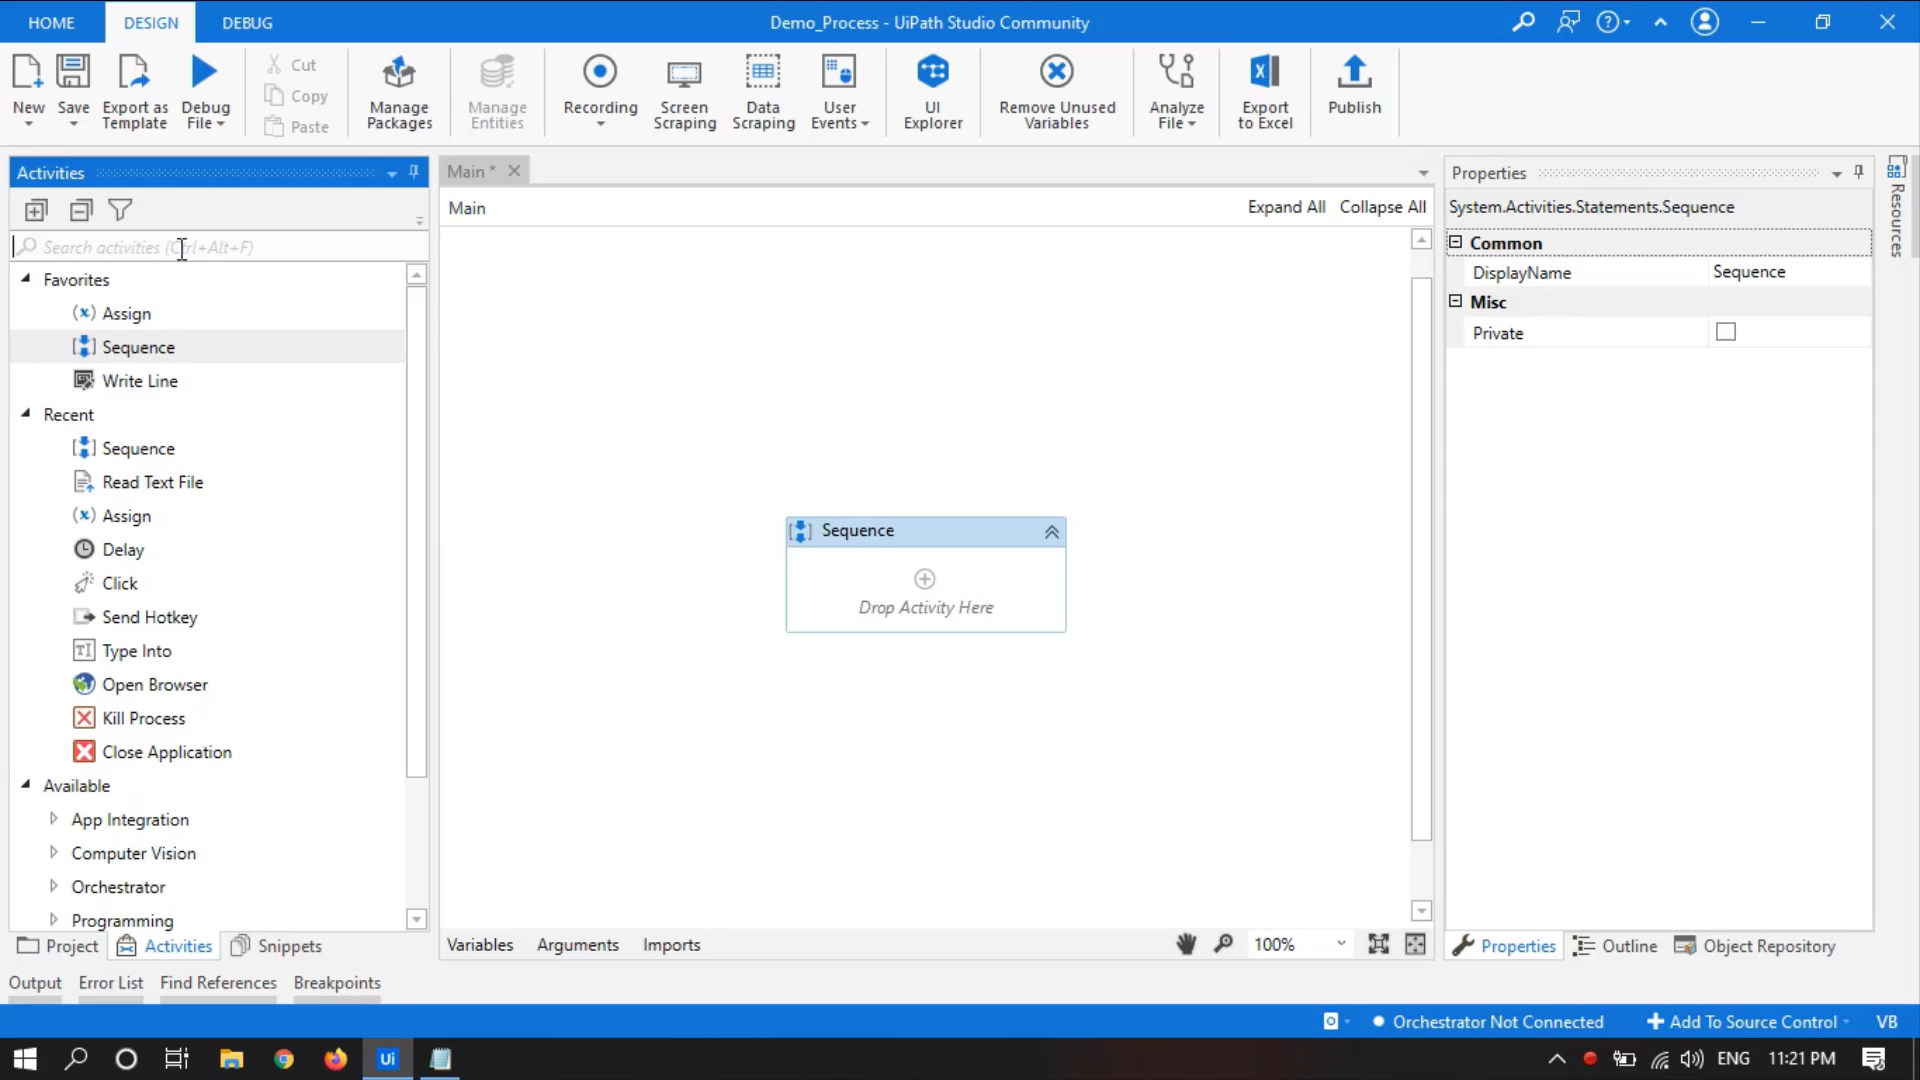 HOME DESIGN DEBUG
Demo_Process - UiPath Studio Community
New
Save
Export as
Template
Debug
File
Cut
Copy
Paste
Manage
Packages
Manage
Entities
Recording
Screen
Scraping
Data
Scraping
User
Events
UI
Explorer
Remove Unused
Variables
Analyze
File
Export
to Excel
Publish
Activities
Search activities (Ctrl+Alt+F)
Favorites
Assign
Sequence
Write Line
Recent
Sequence
Read Text File
Assign
Delay
Click
Send Hotkey
Type Into
Open Browser
Kill Process
Close Application
Available
App Integration
Computer Vision
Orchestrator
Programming
Project Activities Snippets
Main *
Main
Expand All Collapse All
Sequence
Drop Activity Here
Variables Arguments Imports
100%
Properties
System.Activities.Statements.Sequence
Common
DisplayName Sequence
Misc
Private
Properties Outline Object Repository
Resources
Output Error List Find References Breakpoints
Orchestrator Not Connected Add To Source Control VB
Ui
ENG 11:21 PM